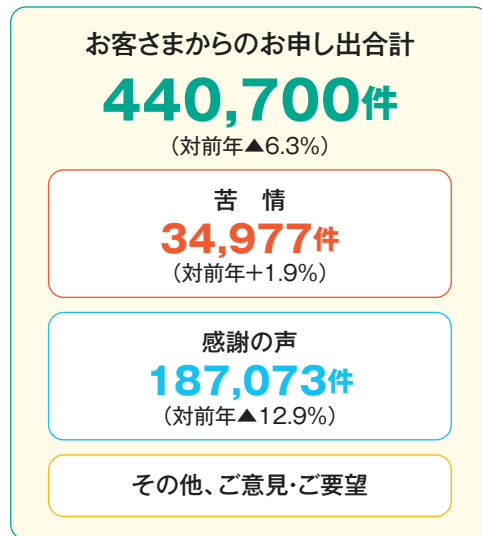 お客さまからのお申し出合計
440,700件
（対前年▲6.3%）
苦　情
34,977件
（対前年＋1.9%）
感謝の声
187,073件
（対前年▲12.9%）
その他、ご意見・ご要望